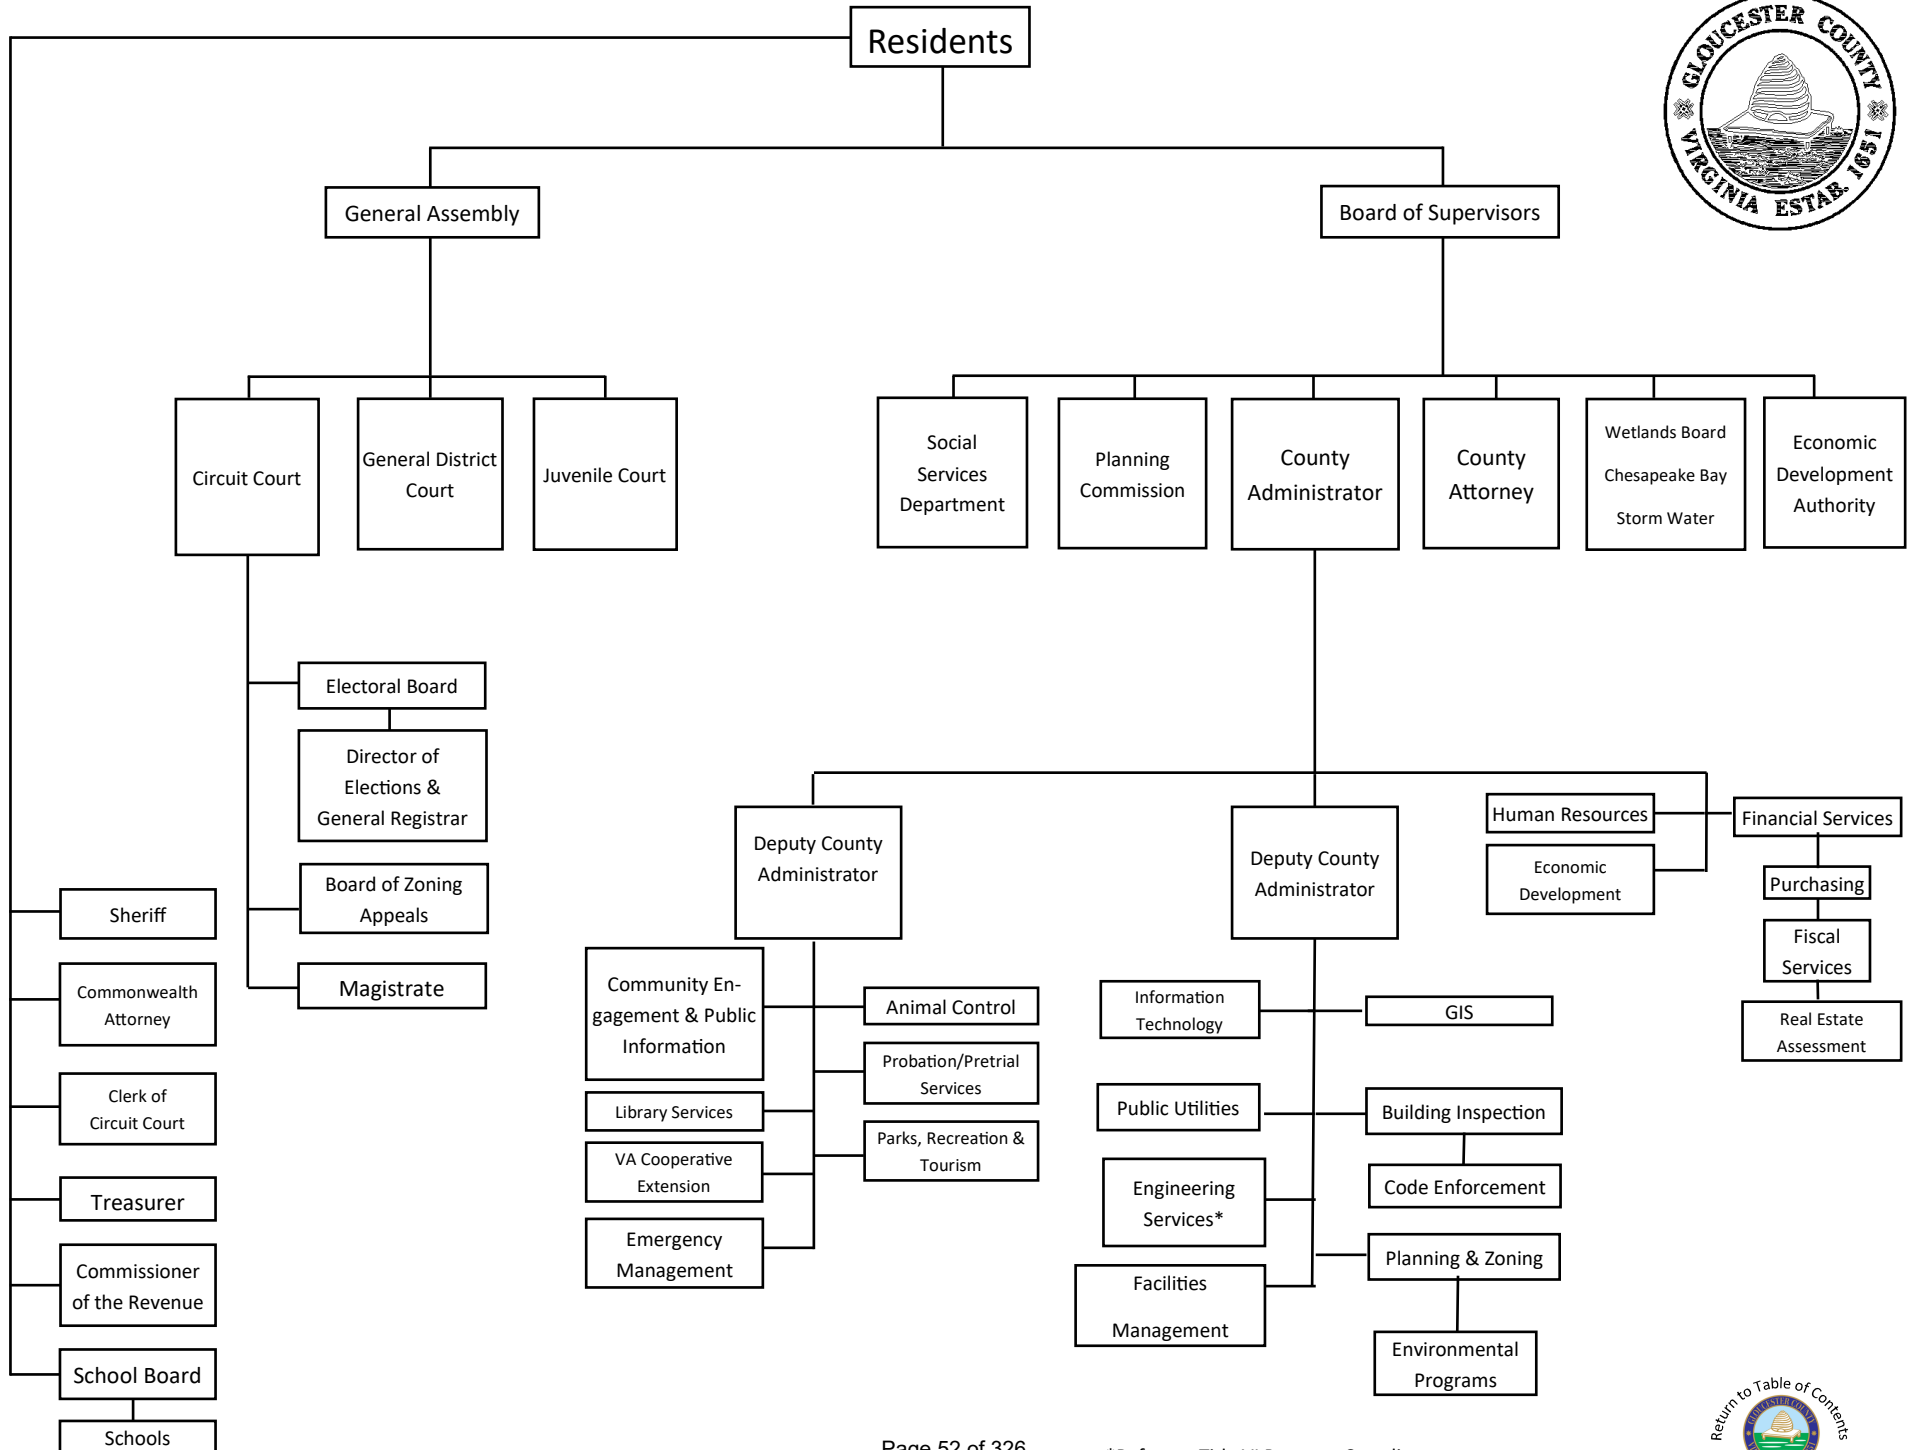 Residents
GLOUCESTER COUNTY
VIRGINIA ESTAB. 1651
General Assembly
Board of Supervisors
Circuit Court
General District
Court
Juvenile Court
Social
Services
Department
Planning
Commission
County
Administrator
County
Attorney
Wetlands Board
Chesapeake Bay
Storm Water
Economic
Development
Authority
Electoral Board
Director of
Elections &
General Registrar
Board of Zoning
Appeals
Magistrate
Sheriff
Commonwealth
Attorney
Clerk of
Circuit Court
Treasurer
Commissioner
of the Revenue
School Board
Schools
Deputy County
Administrator
Community En-
gagement & Public
Information
Animal Control
Probation/Pretrial
Services
Library Services
Parks, Recreation &
Tourism
VA Cooperative
Extension
Emergency
Management
Deputy County
Administrator
Information
Technology
GIS
Public Utilities
Building Inspection
Code Enforcement
Engineering
Services*
Planning & Zoning
Facilities
Management
Environmental
Programs
Human Resources
Economic
Development
Financial Services
Purchasing
Fiscal
Services
Real Estate
Assessment
Page 52 of 326
Return to Table of Contents
GLOUCESTER COUNTY